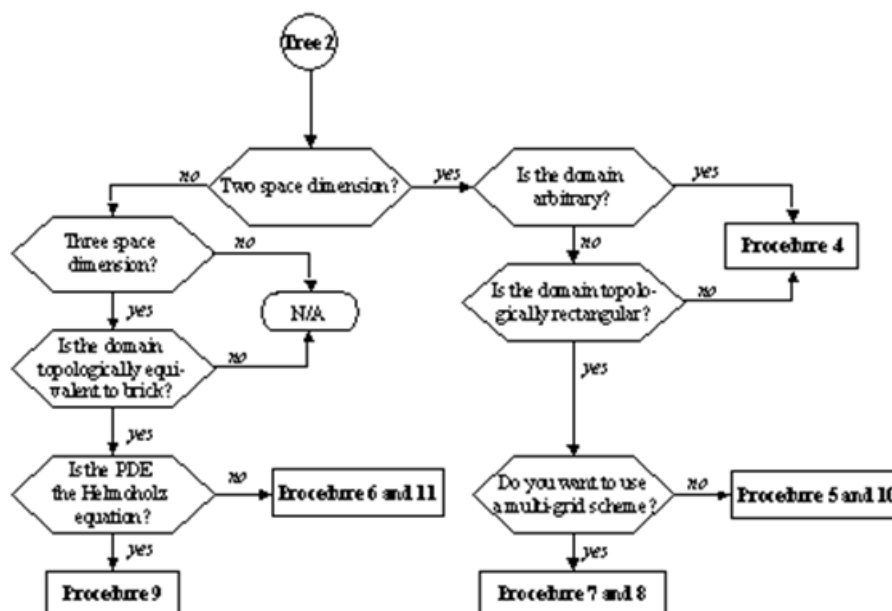 Tree 2
no
Two space dimension?
yes
Is the domain
arbitrary?
yes
Three space
dimension?
no
no
Procedure 4
N/A
Is the domain topolo-
gically rectangular?
no
yes
Is the domain
topologically equi-
valent to brick?
no
yes
yes
Is the PDE
the Helmoholz
equation?
no
Procedure 6 and 11
Do you want to use
a multi-grid scheme?
no
Procedure 5 and 10
yes
yes
Procedure 9
Procedure 7 and 8